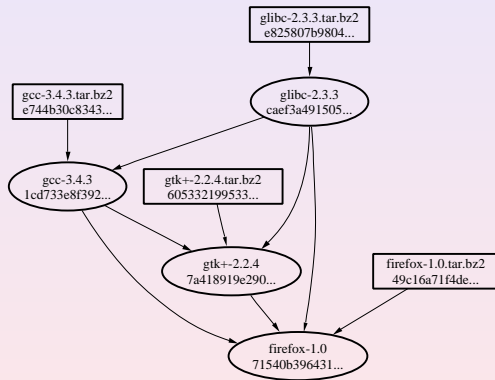 glibc-2.3.3.tar.bz2
e825807b9804...
gcc-3.4.3.tar.bz2
e744b30c8343...
glibc-2.3.3
caef3a491505...
gcc-3.4.3
1cd733e8f392...
gtk+-2.2.4.tar.bz2
605332199533...
gtk+-2.2.4
7a418919e290...
firefox-1.0.tar.bz2
49c16a71f4de...
firefox-1.0
71540b396431...